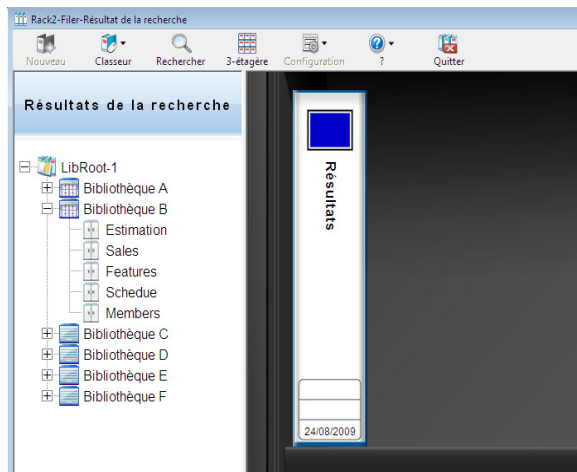 Rack2-Filer-Résultat de la recherche
Nouveau Classeur Rechercher 3-étagère Configuration ? Quitter
Résultats de la recherche
LibRoot-1
Bibliothèque A
Bibliothèque B
Estimation
Sales
Features
Schedue
Members
Bibliothèque C
Bibliothèque D
Bibliothèque E
Bibliothèque F
Résultats
24/08/2009